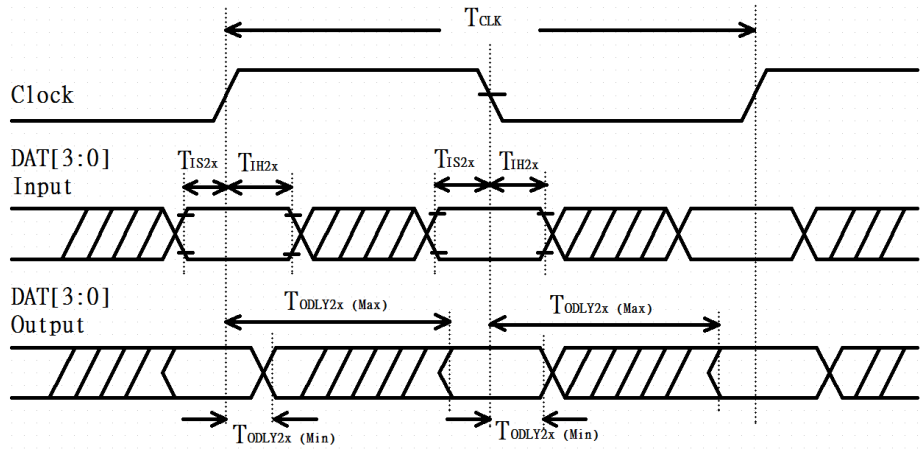 TCLK
Clock
DAT[3:0]
Input
TIS2x
TIH2x
TIS2x
TIH2x
DAT[3:0]
Output
TODLY2x (Max)
TODLY2x (Max)
TODLY2x (Min)
TODLY2x (Min)